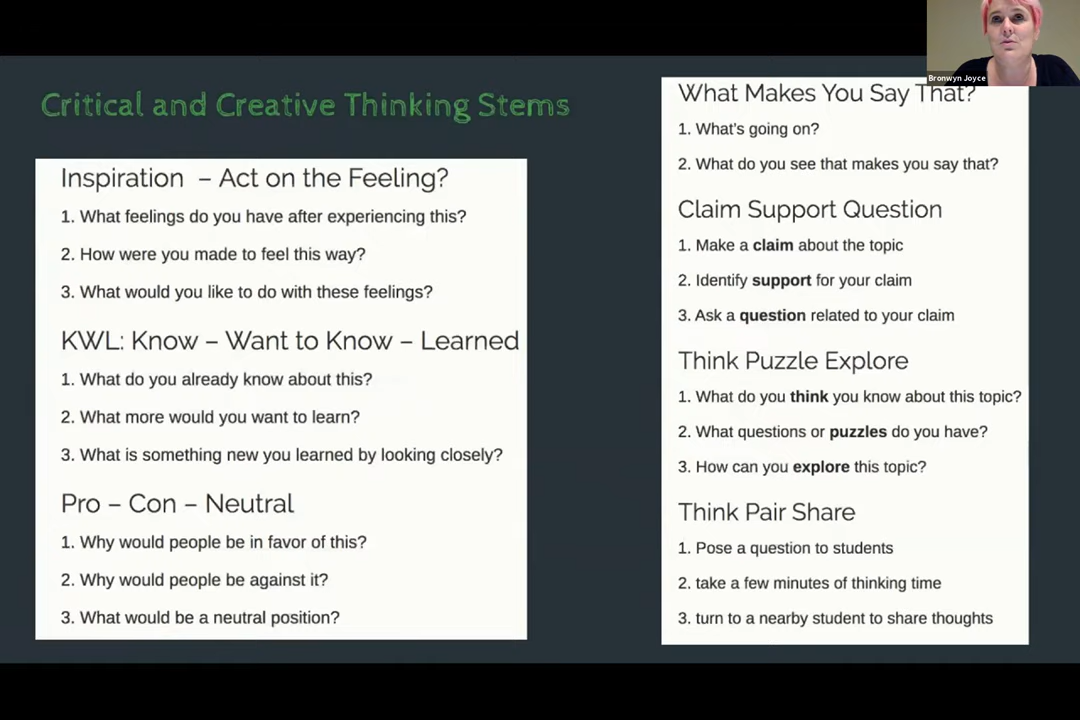 Critical and Creative Thinking Stems
Inspiration – Act on the Feeling?
1. What feelings do you have after experiencing this?
2. How were you made to feel this way?
3. What would you like to do with these feelings?
KWL: Know – Want to Know – Learned
1. What do you already know about this?
2. What more would you want to learn?
3. What is something new you learned by looking closely?
Pro – Con – Neutral
1. Why would people be in favor of this?
2. Why would people be against it?
3. What would be a neutral position?
Bronwyn Joyce
What Makes You Say That?
1. What's going on?
2. What do you see that makes you say that?
Claim Support Question
1. Make a claim about the topic
2. Identify support for your claim
3. Ask a question related to your claim
Think Puzzle Explore
1. What do you think you know about this topic?
2. What questions or puzzles do you have?
3. How can you explore this topic?
Think Pair Share
1. Pose a question to students
2. take a few minutes of thinking time
3. turn to a nearby student to share thoughts